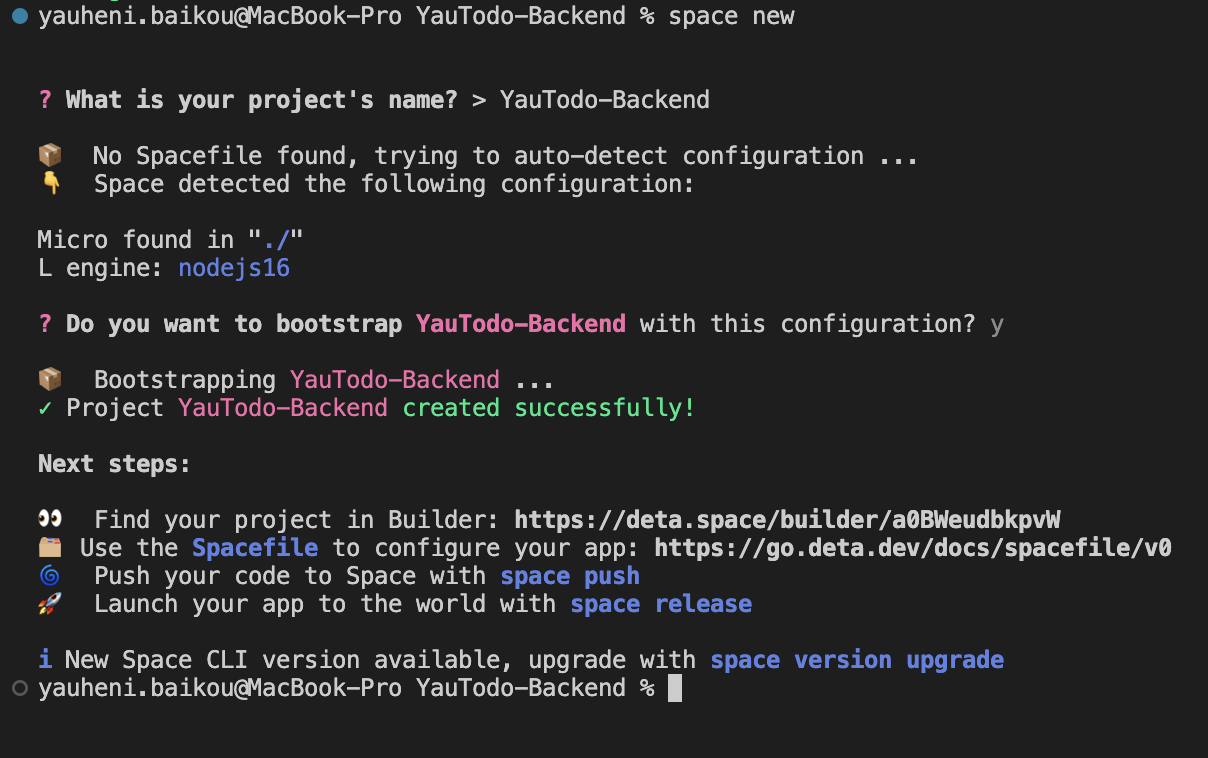 yauheni.baikou@MacBook-Pro YauTodo-Backend % space new
? What is your project's name? > YauTodo-Backend
📦 No Spacefile found, trying to auto-detect configuration ...
👇 Space detected the following configuration:
Micro found in "./"
L engine: nodejs16
? Do you want to bootstrap YauTodo-Backend with this configuration? y
📦 Bootstrapping YauTodo-Backend ...
✓ Project YauTodo-Backend created successfully!
Next steps:
👀 Find your project in Builder: https://deta.space/builder/a0BWeudbkpvW
🗂 Use the Spacefile to configure your app: https://go.deta.dev/docs/spacefile/v0
🌀 Push your code to Space with space push
🚀 Launch your app to the world with space release
i New Space CLI version available, upgrade with space version upgrade
yauheni.baikou@MacBook-Pro YauTodo-Backend %